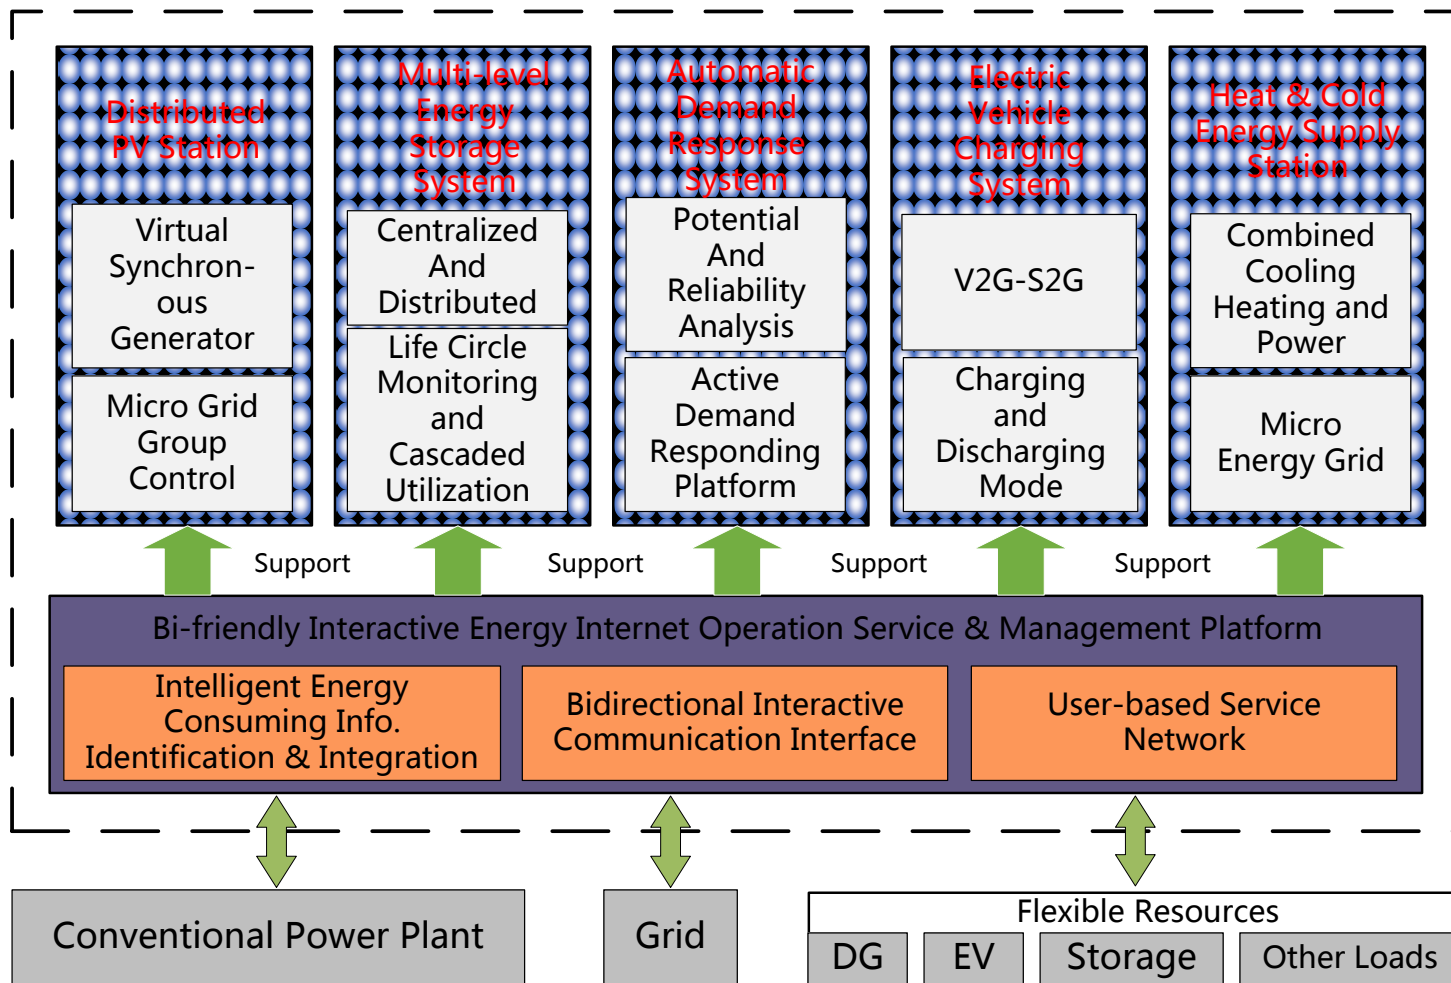 Distributed
PV Station
Virtual
Synchron-
ous
Generator
Micro Grid
Group
Control
Multi-level
Energy
Storage
System
Centralized
And
Distributed
Life Circle
Monitoring
and
Cascaded
Utilization
Automatic
Demand
Response
System
Potential
And
Reliability
Analysis
Active
Demand
Responding
Platform
Electric
Vehicle
Charging
System
V2G-S2G
Charging
and
Discharging
Mode
Heat & Cold
Energy Supply
Station
Combined
Cooling
Heating and
Power
Micro
Energy Grid
Support
Support
Support
Support
Bi-friendly Interactive Energy Internet Operation Service & Management Platform
Intelligent Energy
Consuming Info.
Identification & Integration
Bidirectional Interactive
Communication Interface
User-based Service
Network
Conventional Power Plant
Grid
Flexible Resources
DG
EV
Storage
Other Loads